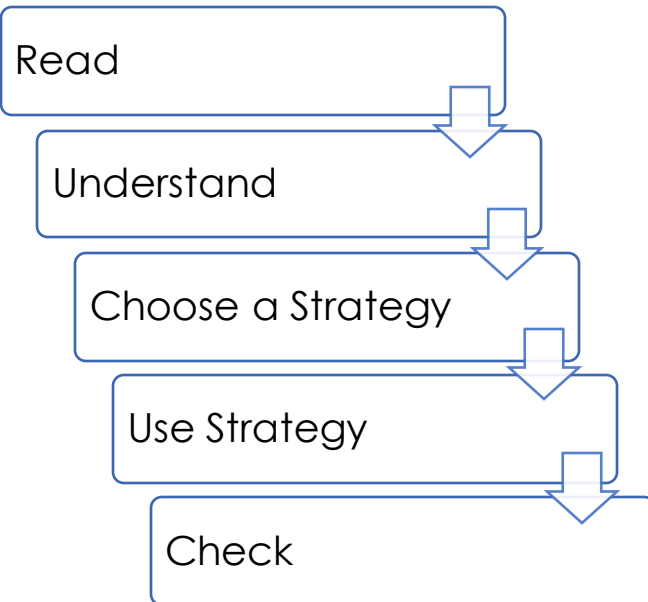 Read
Understand
Choose a Strategy
Use Strategy
Check